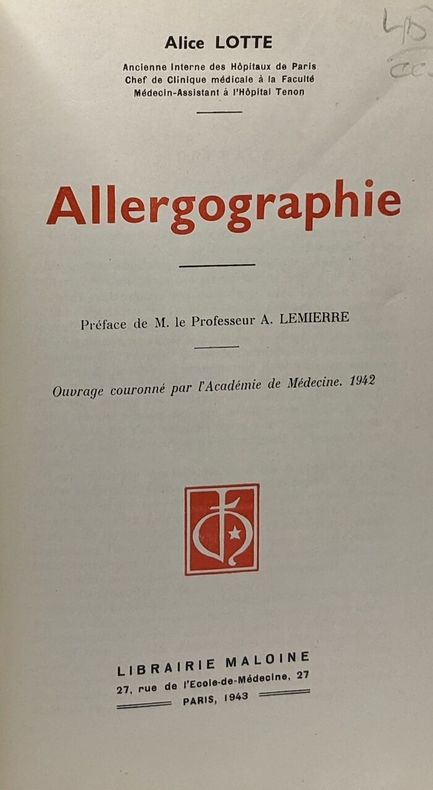 Alice LOTTE
Ancienne Interne des Hôpitaux de Paris
Chef de Clinique médicale à la Faculté
Médecin-Assistant à l'Hôpital Tenon
Allergographie
Préface de M. le Professeur A. LEMIERRE
Ouvrage couronné par l'Académie de Médecine. 1942
LIBRAIRIE MALOINE
27, rue de l'Ecole-de-Médecine, 27
PARIS, 1943